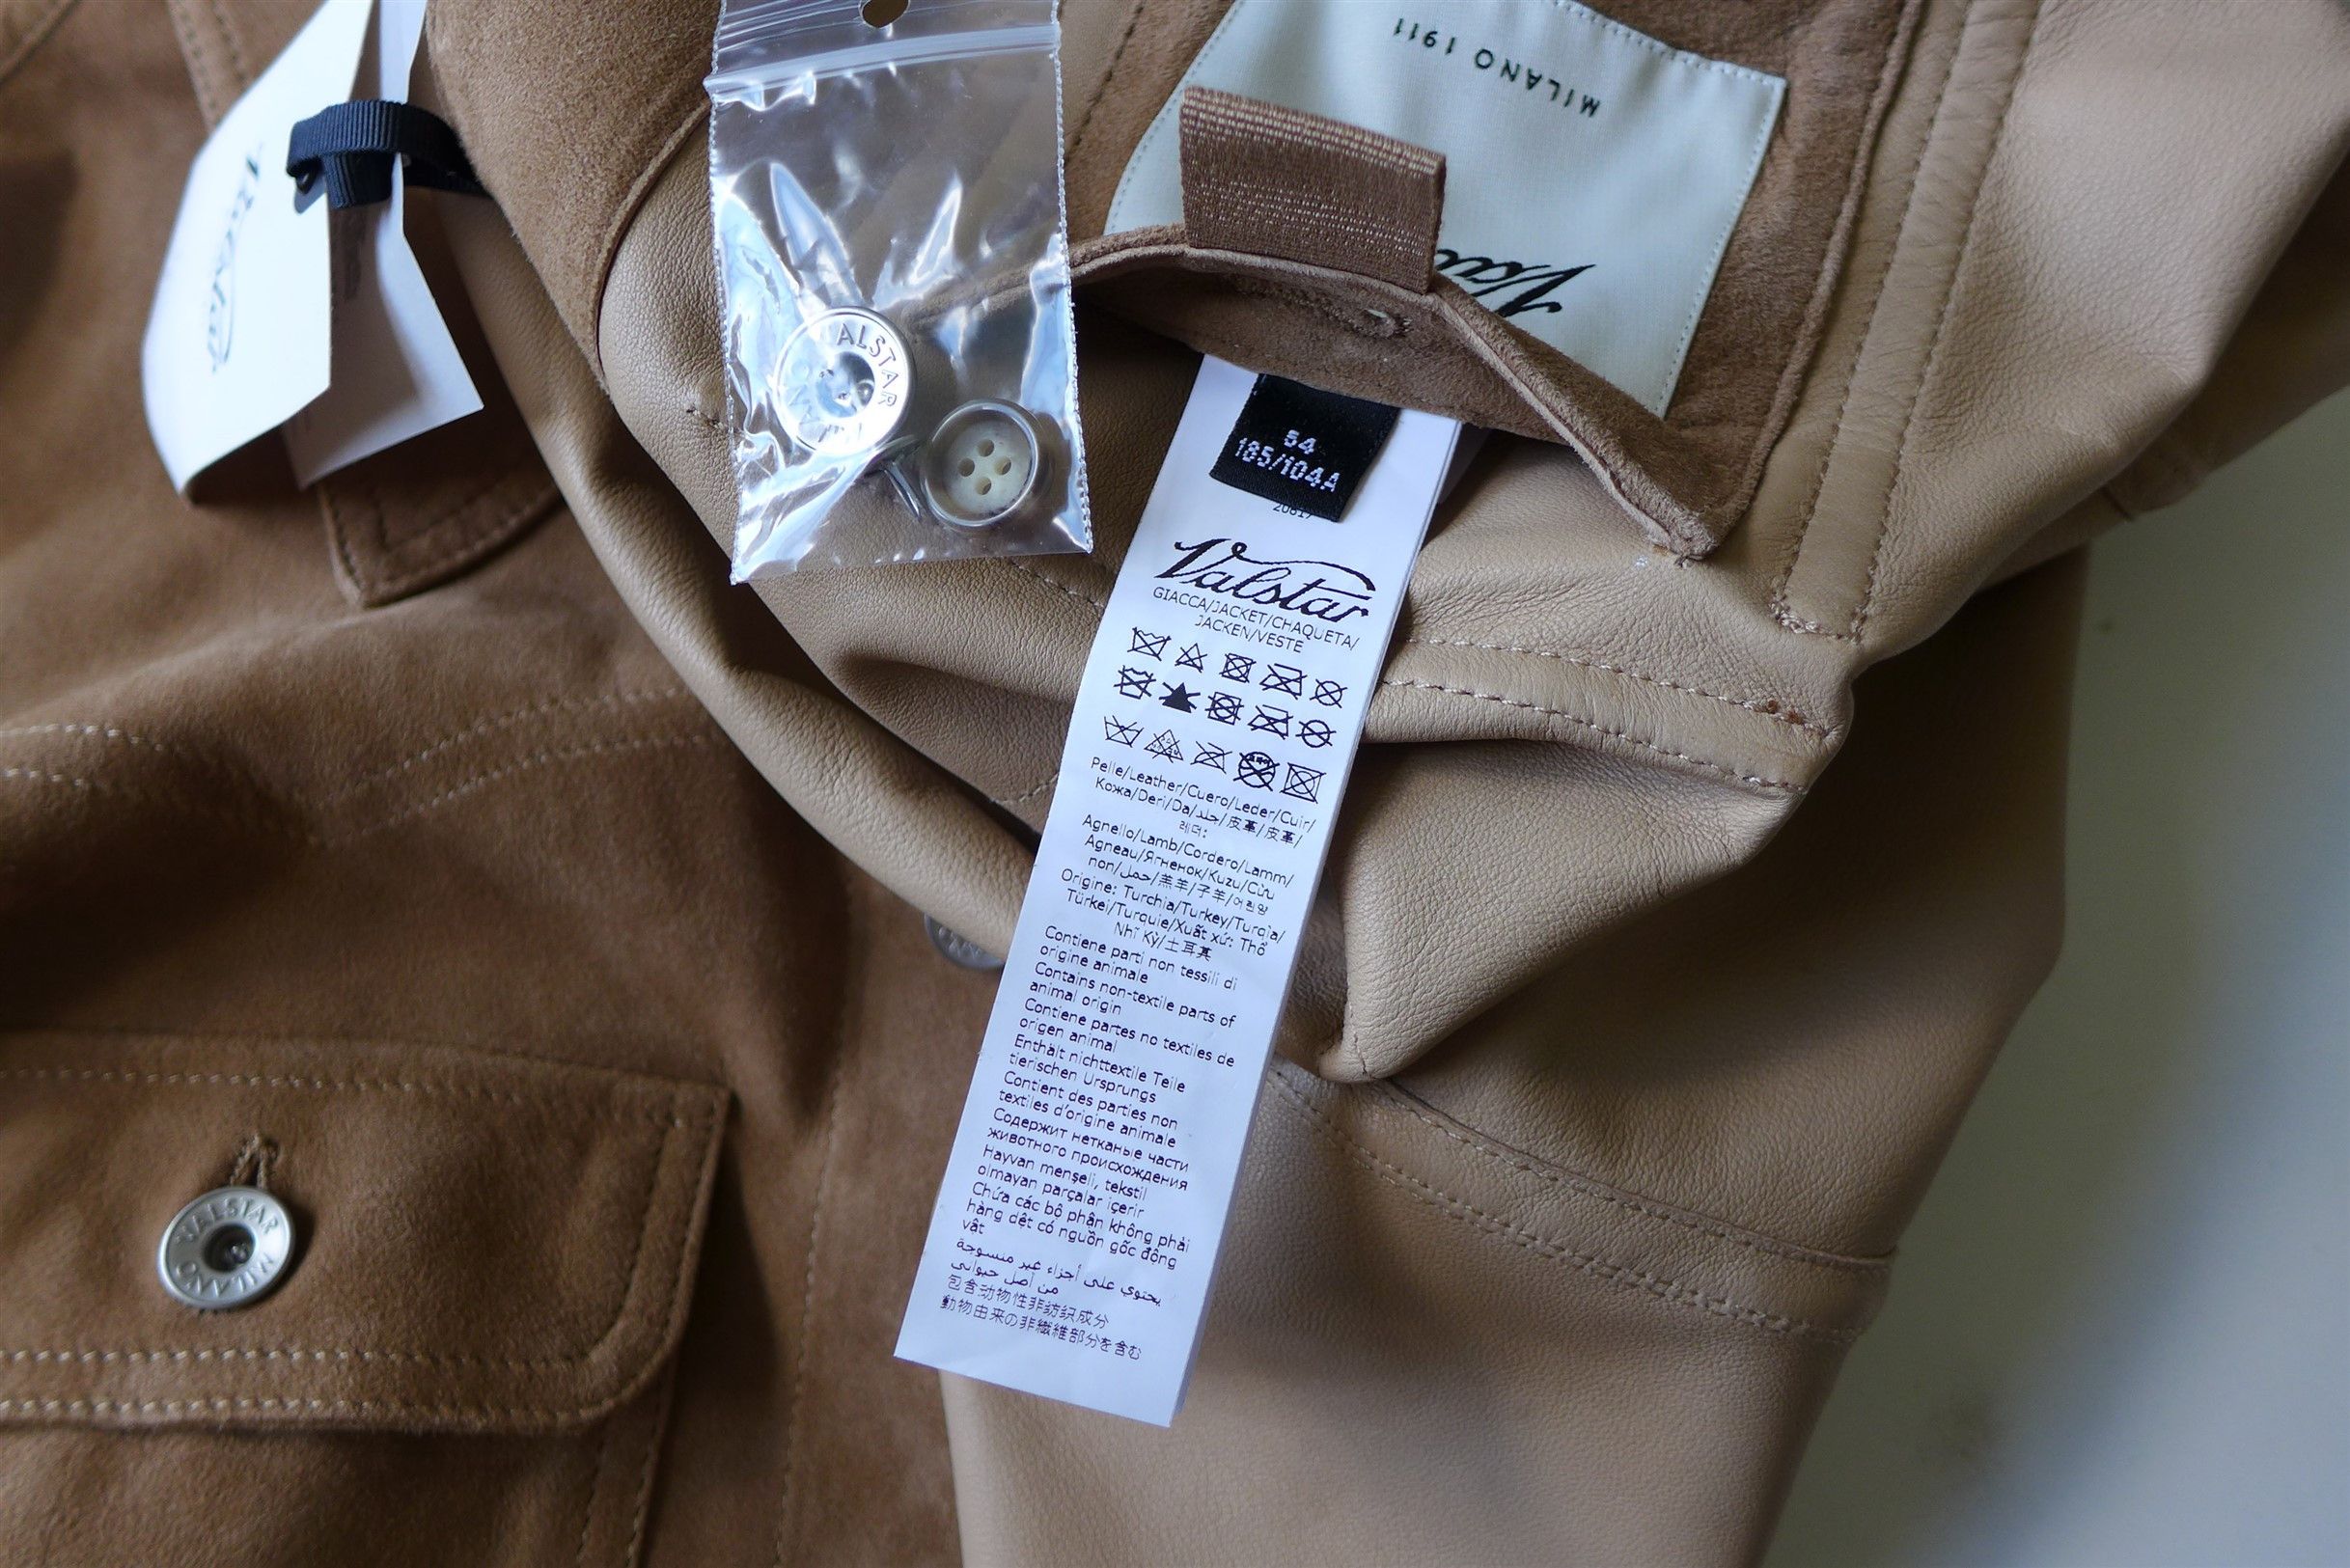 MILANO 1911
Valstar
VALSTAR
54
185/104A
Valstar
GIACCA/JACKET/CHAQUETA/
JACKEN/VESTE
Pelle/Leather/Cuero/Leder/Cuir/
Кожа/Deri/Da/جلد/皮革/皮革/
레더:
Agnello/Lamb/Cordero/Lamm/
Agneau/Ягненок/Kuzu/Cừu
non/حمل/羔羊/子羊/어린양
Origine: Turchia/Turkey/Turqia/
Türkei/Turquie/Xuất xứ: Thổ
Nhĩ Kỳ/土耳其
Contiene parti non tessili di
origine animale
Contains non-textile parts of
animal origin
Contiene partes no textiles de
origen animal
Enthält nichttextile Teile
tierischen Ursprungs
Contient des parties non
textiles d'origine animale
Содержит нетканые части
животного происхождения
Hayvan menşeli, tekstil
olmayan parçalar içerir
Chứa các bộ phận không phải
hàng dệt có nguồn gốc động
vật
يحتوي على أجزاء غير منسوجة
من أصل حيواني
包含动物性非纺织成分
動物由来の非繊維部分を含む
VALSTAR
MILANO